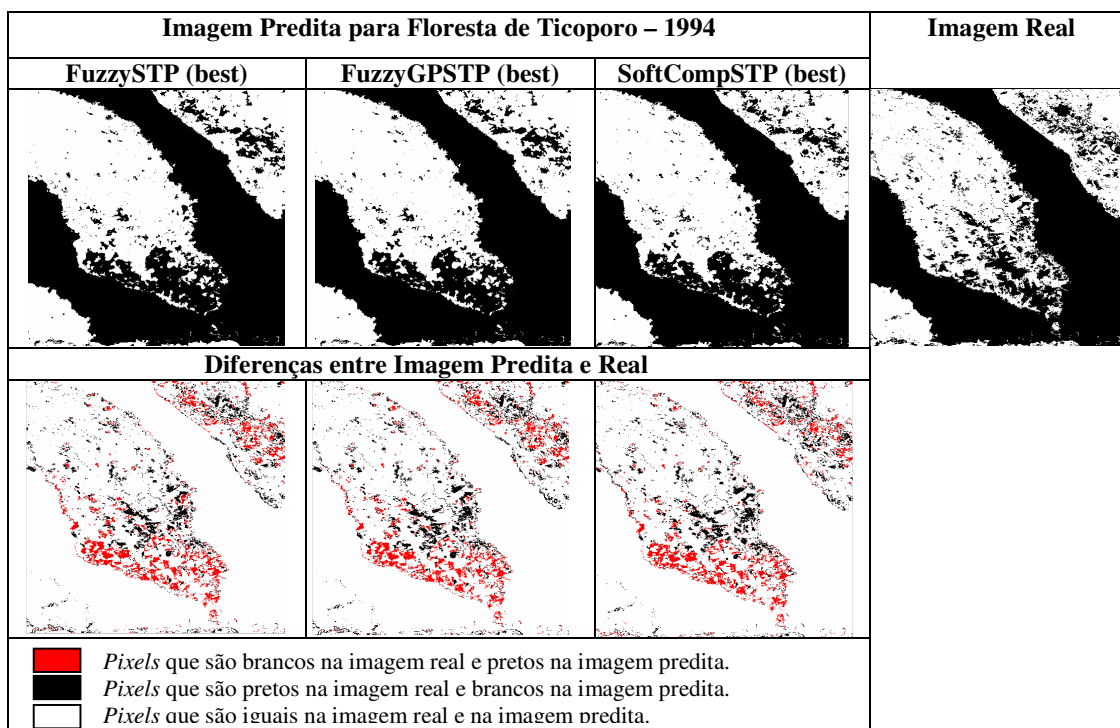 Imagem Predita para Floresta de Ticoporo – 1994
Imagem Real
FuzzySTP (best)
FuzzyGPSTP (best)
SoftCompSTP (best)
Diferenças entre Imagem Predita e Real
Pixels que são brancos na imagem real e pretos na imagem predita.
Pixels que são pretos na imagem real e brancos na imagem predita.
Pixels que são iguais na imagem real e na imagem predita.